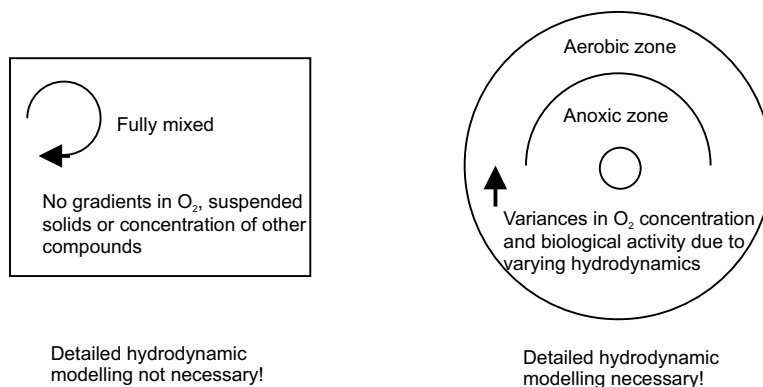 Fully mixed
No gradients in O₂, suspended
solids or concentration of other
compounds
Detailed hydrodynamic
modelling not necessary!
Aerobic zone
Anoxic zone
Variances in O₂ concentration
and biological activity due to
varying hydrodynamics
Detailed hydrodynamic
modelling necessary!